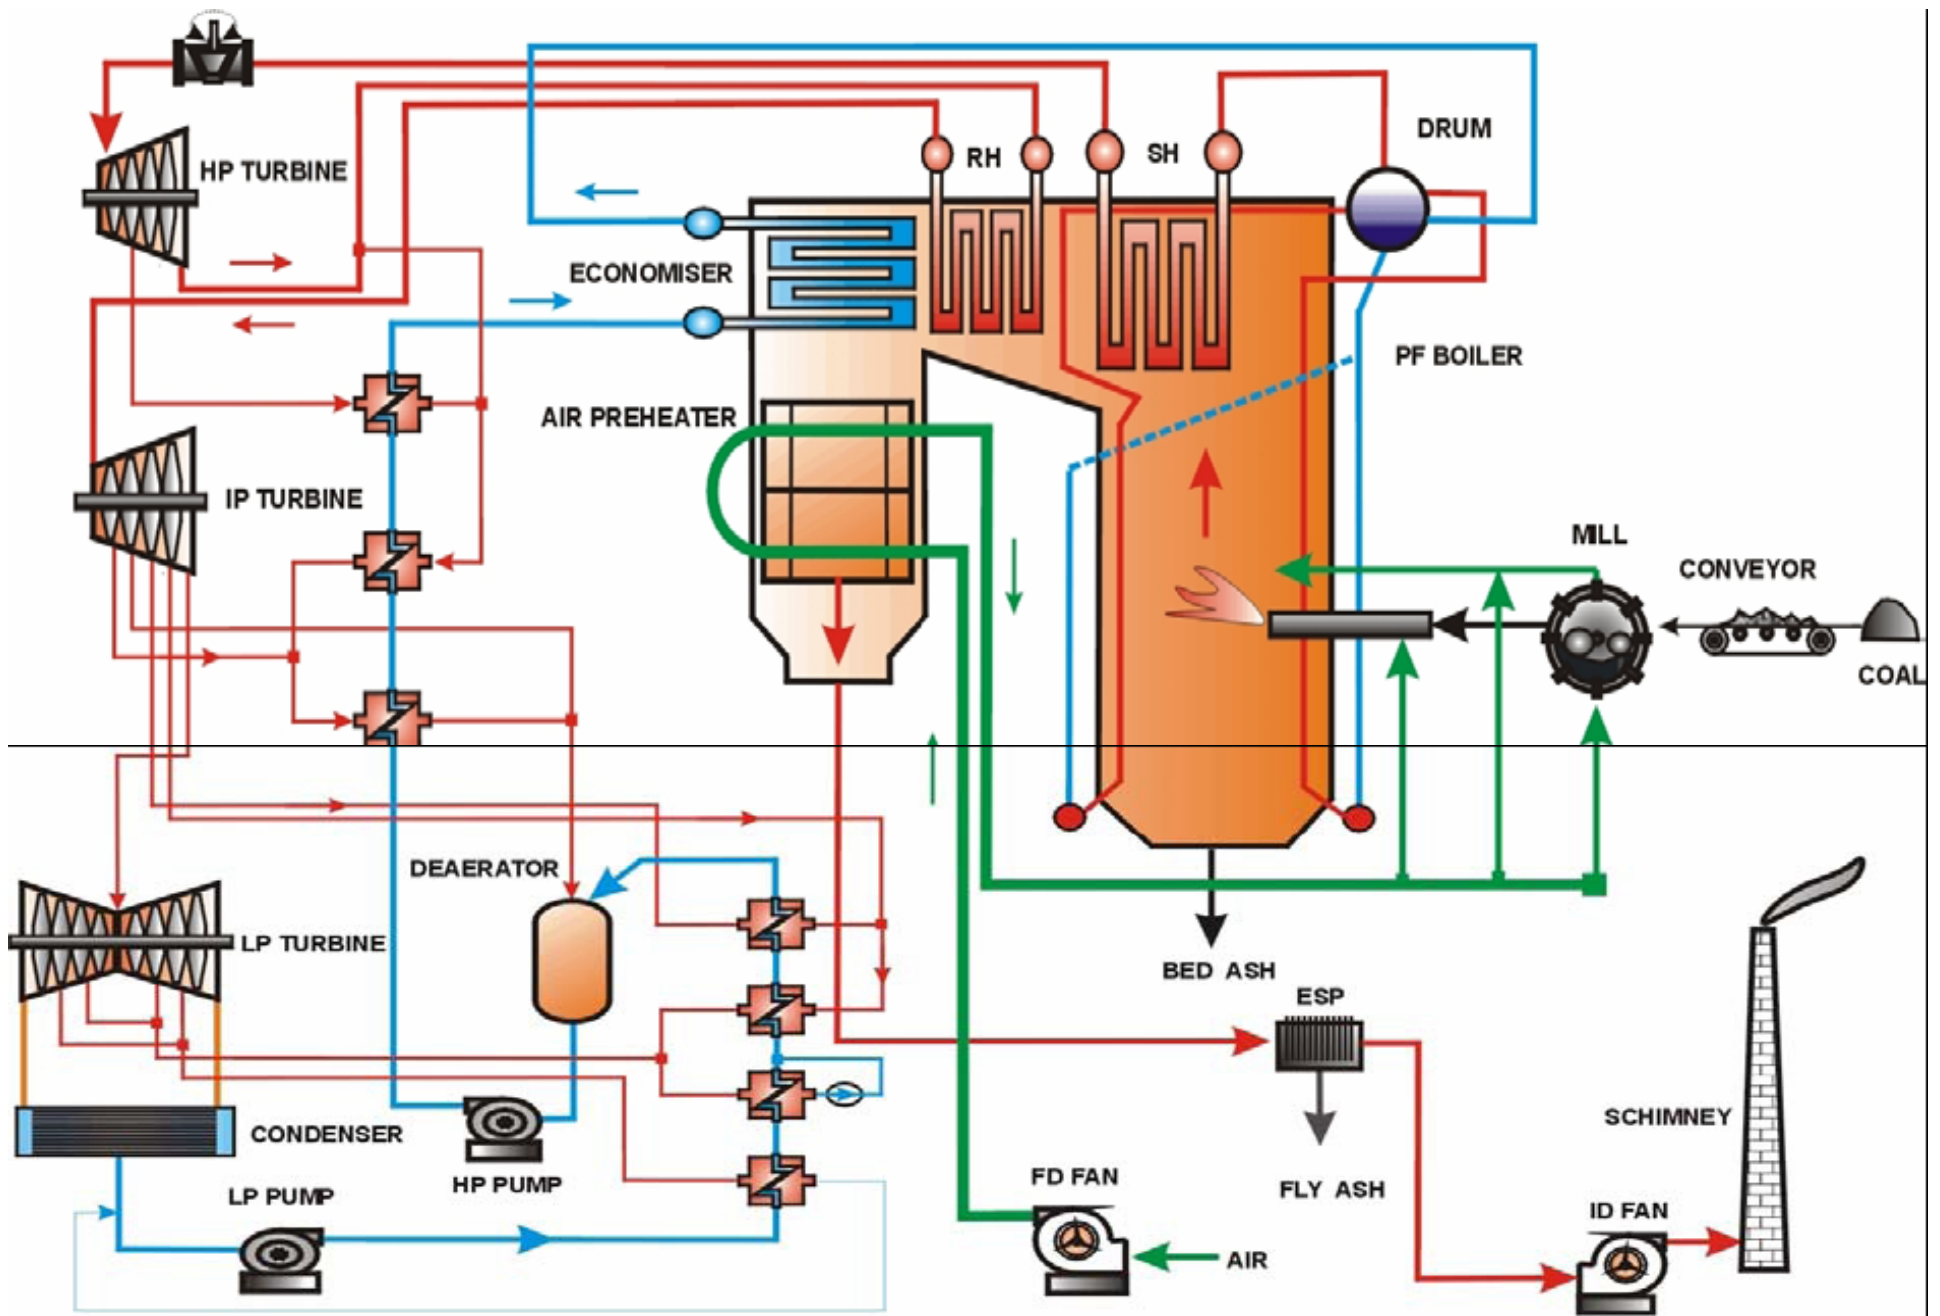 DRUM
RH
SH
HP TURBINE
ECONOMISER
PF BOILER
AIR PREHEATER
IP TURBINE
MILL
CONVEYOR
COAL
DEAERATOR
LP TURBINE
BED ASH
ESP
SCHIMNEY
CONDENSER
FD FAN
HP PUMP
FLY ASH
LP PUMP
ID FAN
AIR